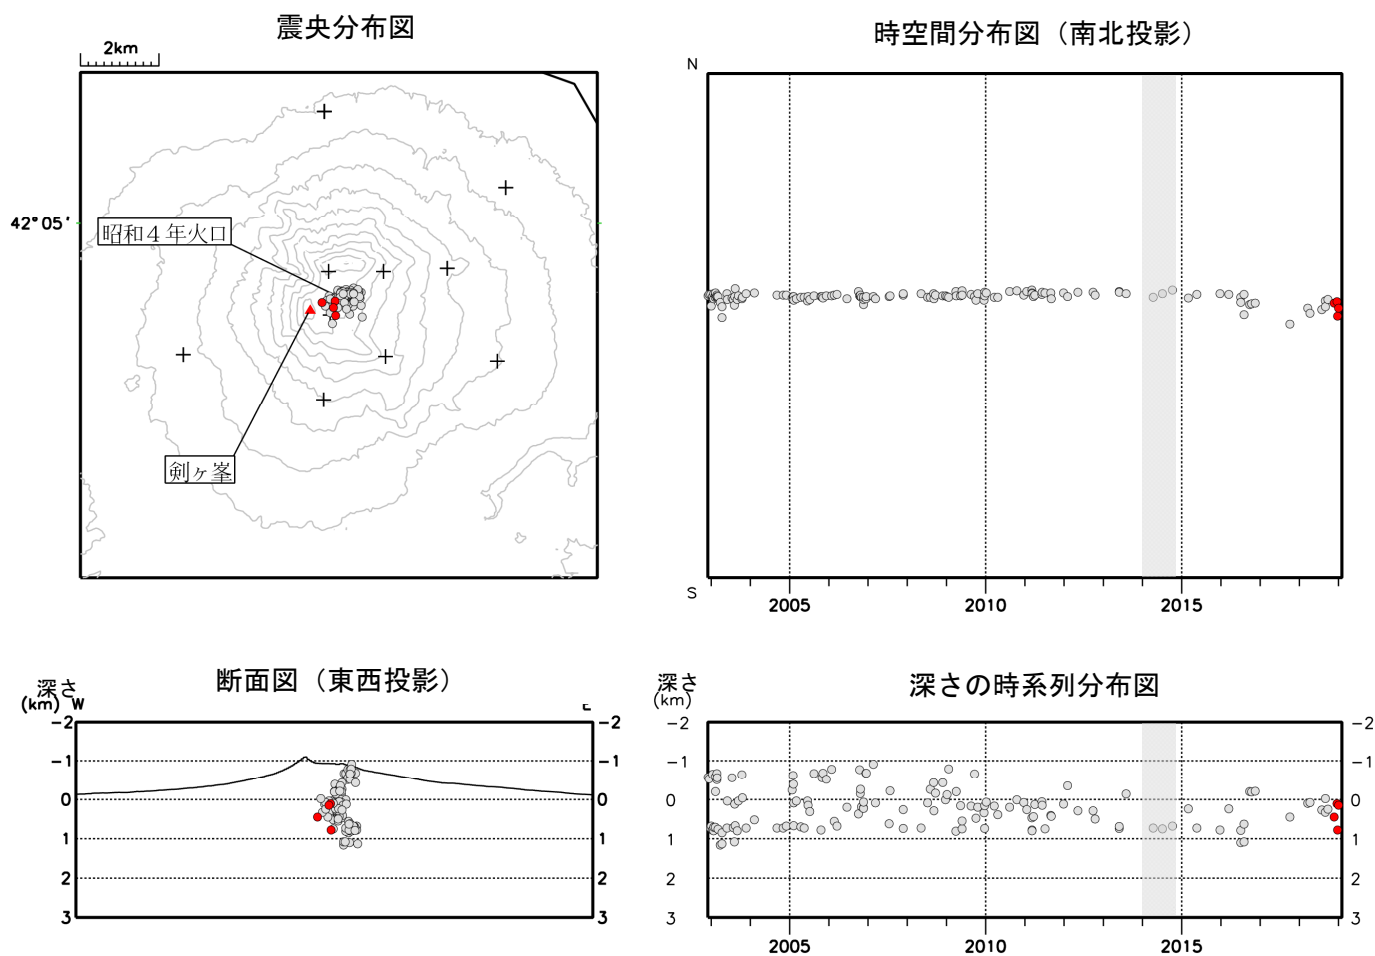 震央分布図
2km
42°05′
昭和４年火口
剣ヶ峯
時空間分布図（南北投影）
N
S
2005
2010
2015
断面図（東西投影）
深さ
(km) W
E
-2
-1
0
1
2
3
-2
-1
0
1
2
3
深さの時系列分布図
深さ
(km)
-2
-1
0
1
2
3
-2
-1
0
1
2
3
2005
2010
2015